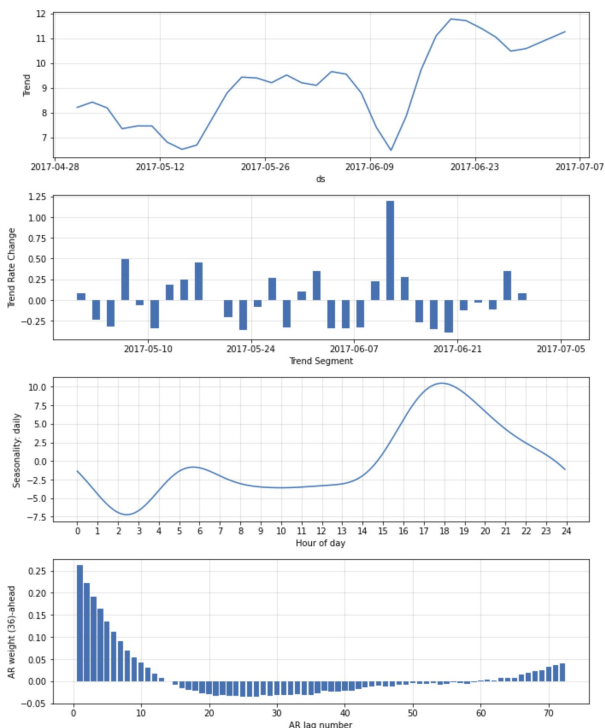 12
11
10
9
8
7
Trend
2017-04-28 2017-05-12 2017-05-26 2017-06-09 2017-06-23 2017-07-07
ds
1.25
1.00
0.75
0.50
0.25
0.00
−0.25
Trend Rate Change
2017-05-10 2017-05-24 2017-06-07 2017-06-21 2017-07-05
Trend Segment
10.0
7.5
5.0
2.5
0.0
−2.5
−5.0
−7.5
Seasonality: daily
0 1 2 3 4 5 6 7 8 9 10 11 12 13 14 15 16 17 18 19 20 21 22 23 24
Hour of day
0.25
0.20
0.15
0.10
0.05
0.00
−0.05
AR weight (36)-ahead
0 10 20 30 40 50 60 70
AR lag number